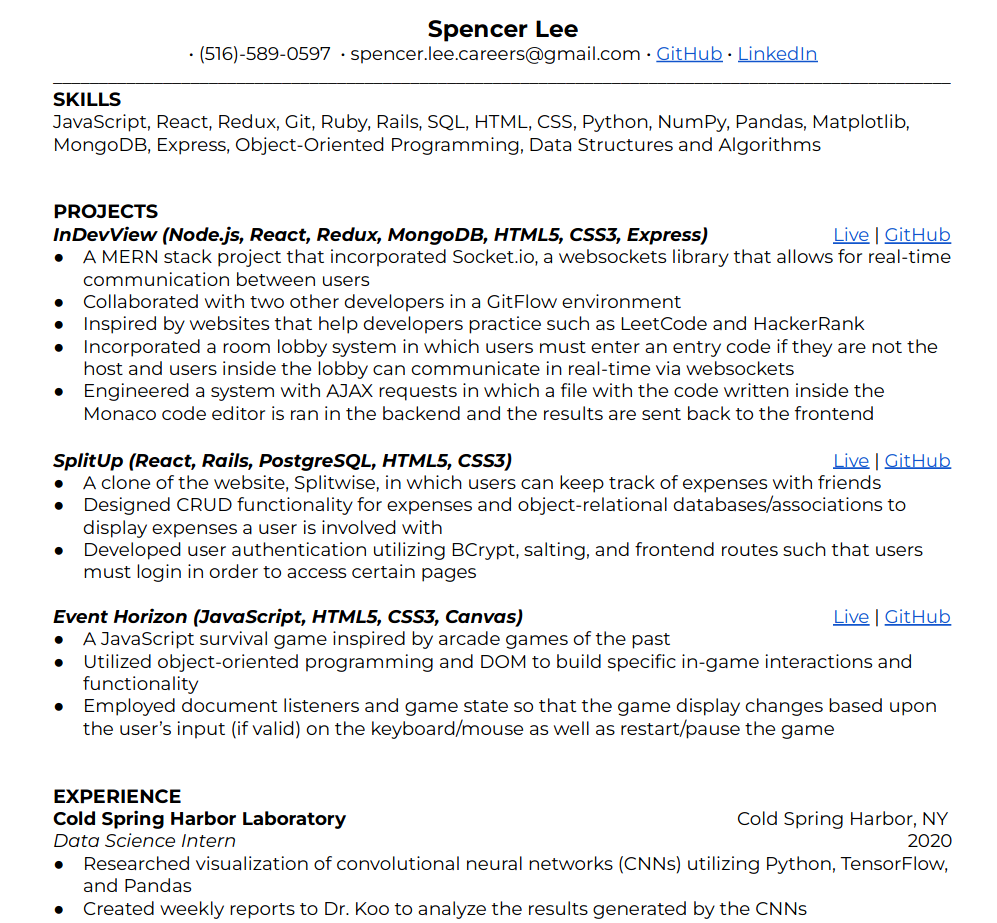 Spencer Lee
· (516)-589-0597 · spencer.lee.careers@gmail.com · GitHub · LinkedIn
SKILLS
JavaScript, React, Redux, Git, Ruby, Rails, SQL, HTML, CSS, Python, NumPy, Pandas, Matplotlib,
MongoDB, Express, Object-Oriented Programming, Data Structures and Algorithms
PROJECTS
InDevView (Node.js, React, Redux, MongoDB, HTML5, CSS3, Express) Live | GitHub
● A MERN stack project that incorporated Socket.io, a websockets library that allows for real-time
communication between users
● Collaborated with two other developers in a GitFlow environment
● Inspired by websites that help developers practice such as LeetCode and HackerRank
● Incorporated a room lobby system in which users must enter an entry code if they are not the
host and users inside the lobby can communicate in real-time via websockets
● Engineered a system with AJAX requests in which a file with the code written inside the
Monaco code editor is ran in the backend and the results are sent back to the frontend
SplitUp (React, Rails, PostgreSQL, HTML5, CSS3) Live | GitHub
● A clone of the website, Splitwise, in which users can keep track of expenses with friends
● Designed CRUD functionality for expenses and object-relational databases/associations to
display expenses a user is involved with
● Developed user authentication utilizing BCrypt, salting, and frontend routes such that users
must login in order to access certain pages
Event Horizon (JavaScript, HTML5, CSS3, Canvas) Live | GitHub
● A JavaScript survival game inspired by arcade games of the past
● Utilized object-oriented programming and DOM to build specific in-game interactions and
functionality
● Employed document listeners and game state so that the game display changes based upon
the user’s input (if valid) on the keyboard/mouse as well as restart/pause the game
EXPERIENCE
Cold Spring Harbor Laboratory Cold Spring Harbor, NY
Data Science Intern 2020
● Researched visualization of convolutional neural networks (CNNs) utilizing Python, TensorFlow,
and Pandas
● Created weekly reports to Dr. Koo to analyze the results generated by the CNNs